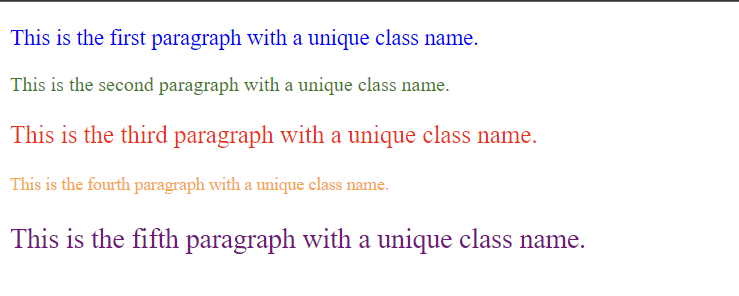 This is the first paragraph with a unique class name.
This is the second paragraph with a unique class name.
This is the third paragraph with a unique class name.
This is the fourth paragraph with a unique class name.
This is the fifth paragraph with a unique class name.